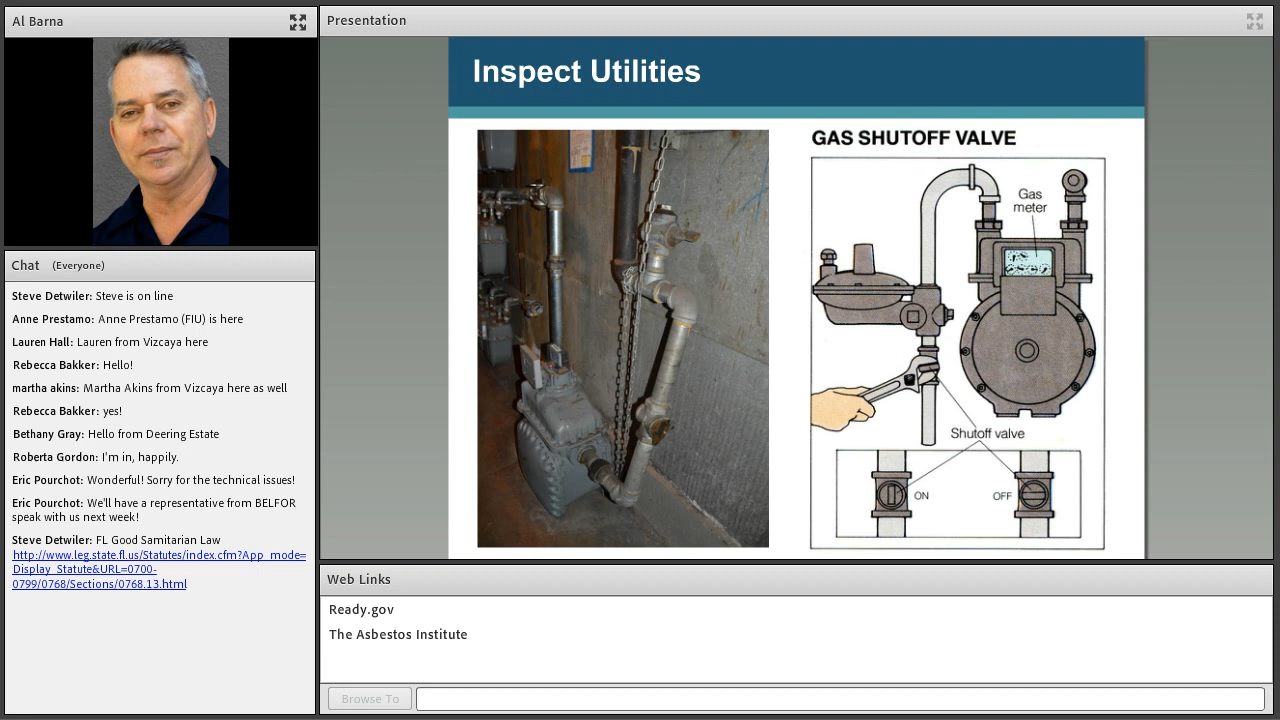 Al Barna
Presentation
Inspect Utilities
GAS SHUTOFF VALVE
Gas
meter
Shutoff valve
ON
OFF
Chat (Everyone)
Steve Detwiler: Steve is on line
Anne Prestamo: Anne Prestamo (FIU) is here
Lauren Hall: Lauren from Vizcaya here
Rebecca Bakker: Hello!
martha akins: Martha Akins from Vizcaya here as well
Rebecca Bakker: yes!
Bethany Gray: Hello from Deering Estate
Roberta Gordon: I'm in, happily.
Eric Pourchot: Wonderful! Sorry for the technical issues!
Eric Pourchot: We'll have a representative from BELFOR
speak with us next week!
Steve Detwiler: FL Good Samitarian Law
http://www.leg.state.fl.us/Statutes/index.cfm?App_mode=
Display_Statute&URL=0700-
0799/0768/Sections/0768.13.html
Web Links
Ready.gov
The Asbestos Institute
Browse To